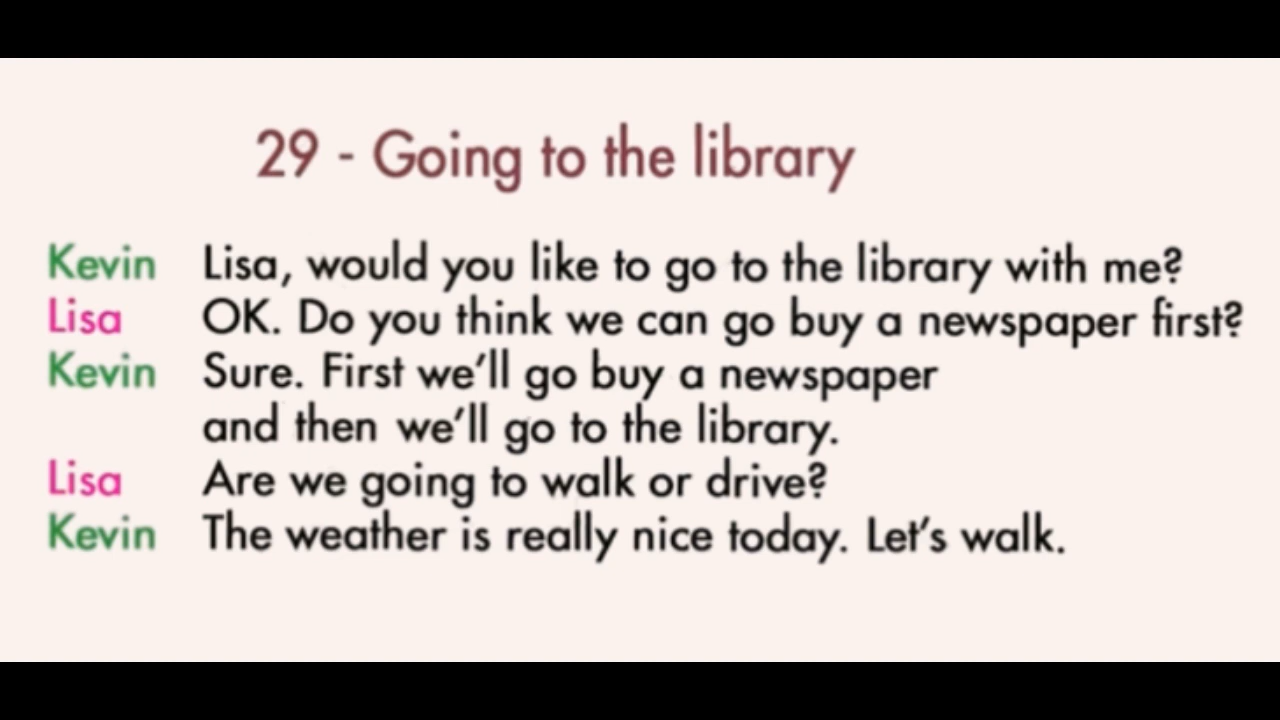 29 - Going to the library
Kevin Lisa, would you like to go to the library with me?
Lisa OK. Do you think we can go buy a newspaper first?
Kevin Sure. First we'll go buy a newspaper
and then we'll go to the library.
Lisa Are we going to walk or drive?
Kevin The weather is really nice today. Let's walk.